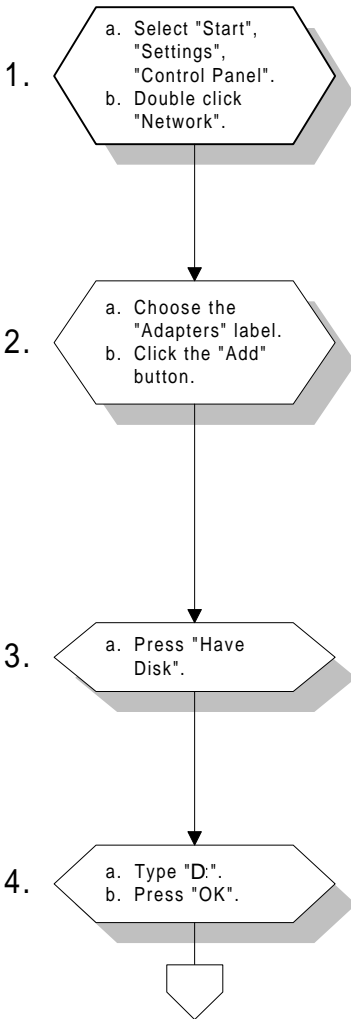 1.
a. Select "Start",
"Settings",
"Control Panel".
b. Double click
"Network".
2.
a. Choose the
"Adapters" label.
b. Click the "Add"
button.
3.
a. Press "Have
Disk".
4.
a. Type "D:".
b. Press "OK".